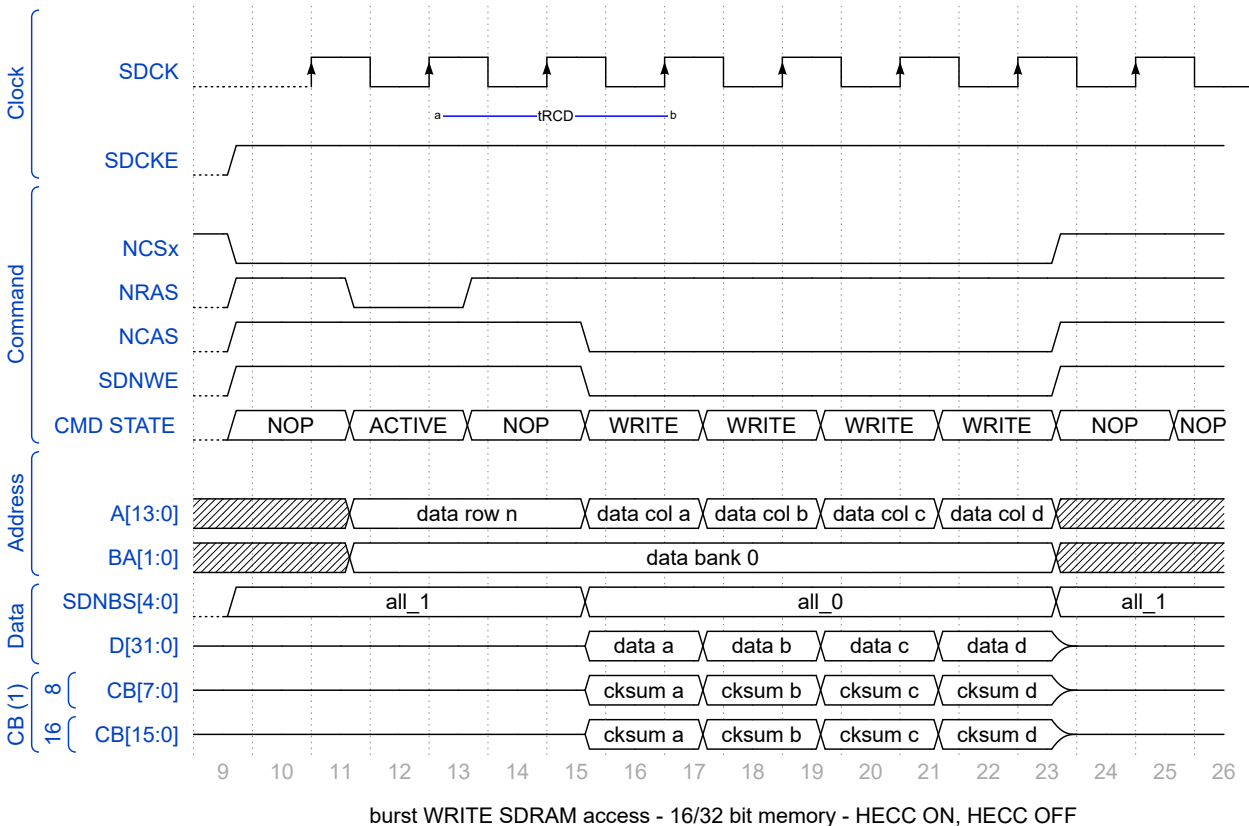 Clock
SDCK
a tRCD b
SDCKE
Command
NCSx
NRAS
NCAS
SDNWE
CMD STATE NOP ACTIVE NOP WRITE WRITE WRITE WRITE NOP NOP
Address
A[13:0] data row n data col a data col b data col c data col d
BA[1:0] data bank 0
Data
SDNBS[4:0] all_1 all_0 all_1
D[31:0] data a data b data c data d
CB (1)
8 CB[7:0] cksum a cksum b cksum c cksum d
16 CB[15:0] cksum a cksum b cksum c cksum d
9 10 11 12 13 14 15 16 17 18 19 20 21 22 23 24 25 26
burst WRITE SDRAM access - 16/32 bit memory - HECC ON, HECC OFF